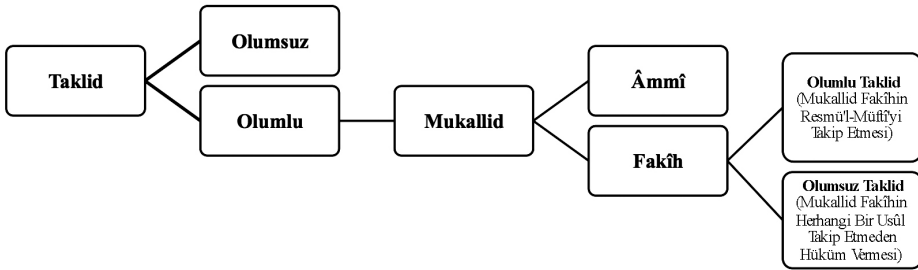 Taklid
Olumsuz
Olumlu
Mukallid
Âmmî
Fakîh
Olumlu Taklid
(Mukallid Fakîhin
Resmü'l-Müftî'yi
Takip Etmesi)
Olumsuz Taklid
(Mukallid Fakîhin
Herhangi Bir Usûl
Takip Etmeden
Hüküm Vermesi)